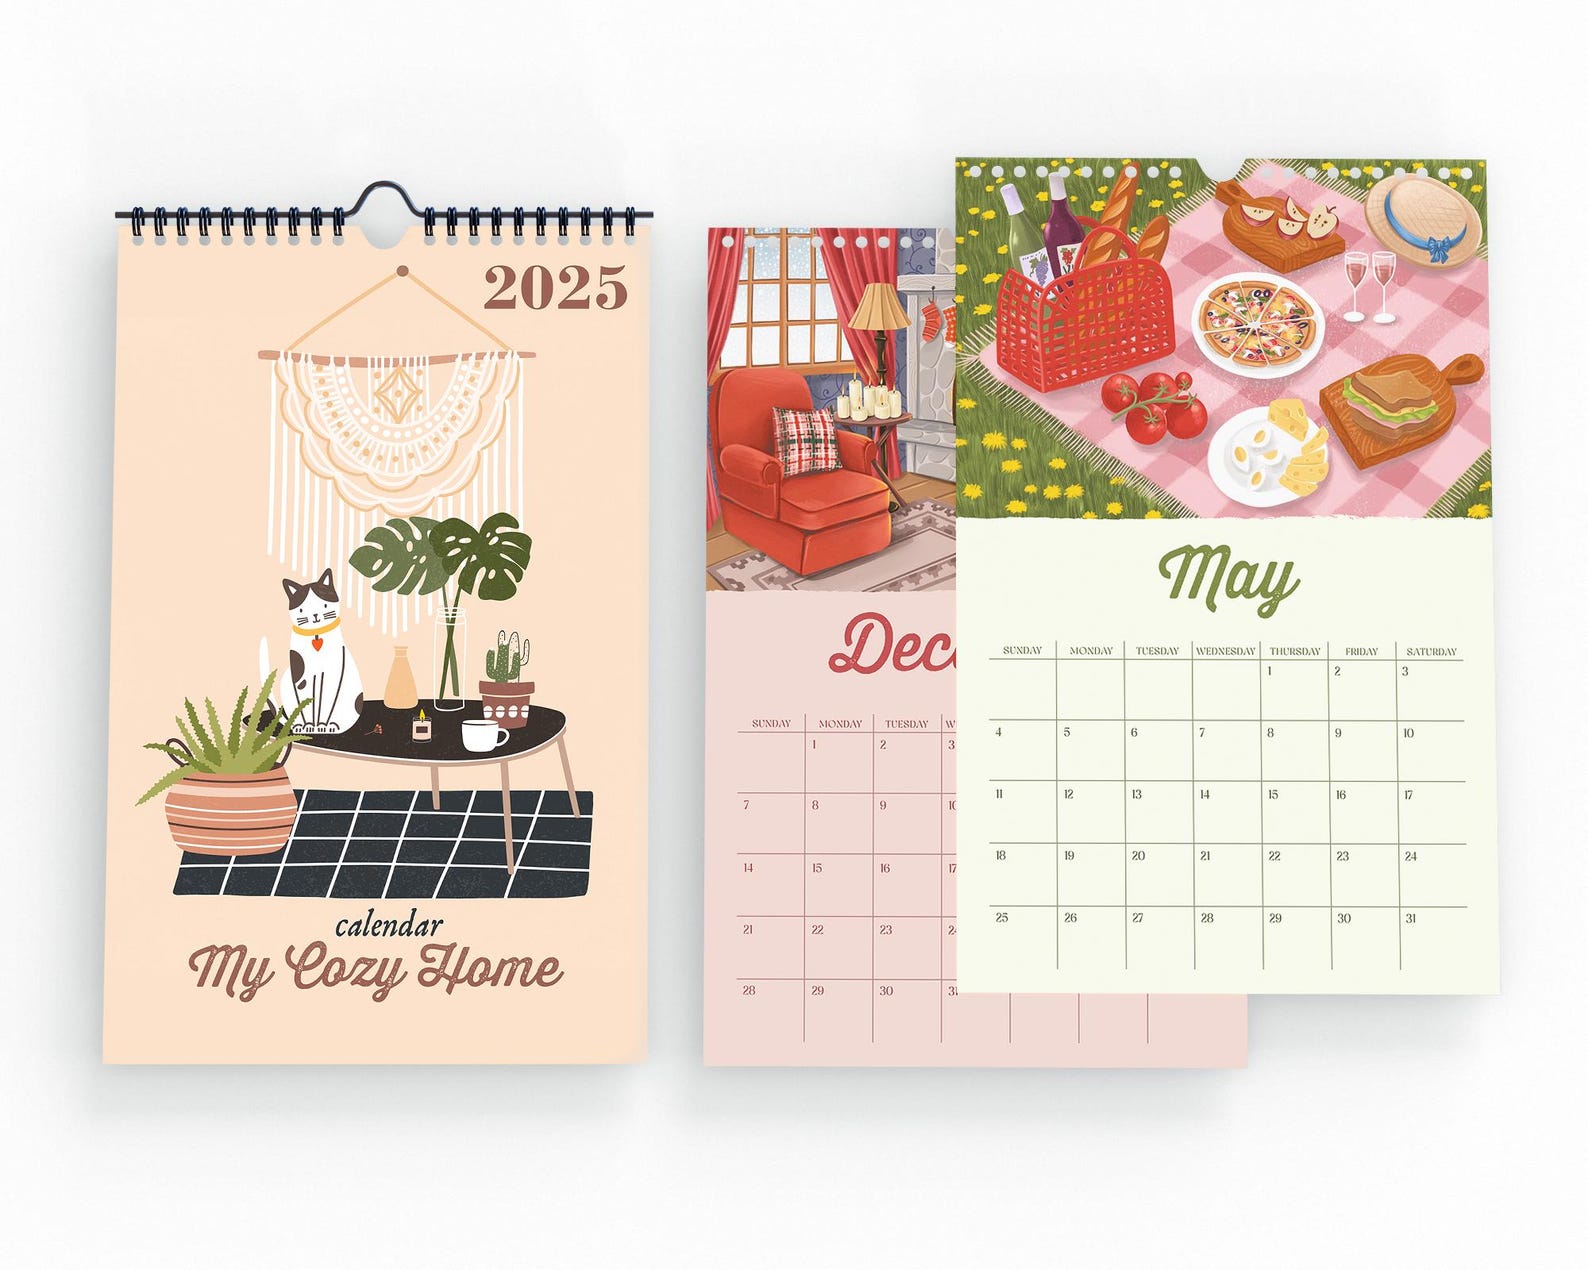 2025
calendar
My Cozy Home
SUNDAY MONDAY TUESDAY
1 2 3
7 8 9
14 15 16 17
21 22 23
28 29 30
May
SUNDAY MONDAY TUESDAY WEDNESDAY THURSDAY FRIDAY SATURDAY
1 2 3
4 5 6 7 8 9 10
11 12 13 14 15 16 17
18 19 20 21 22 23 24
25 26 27 28 29 30 31